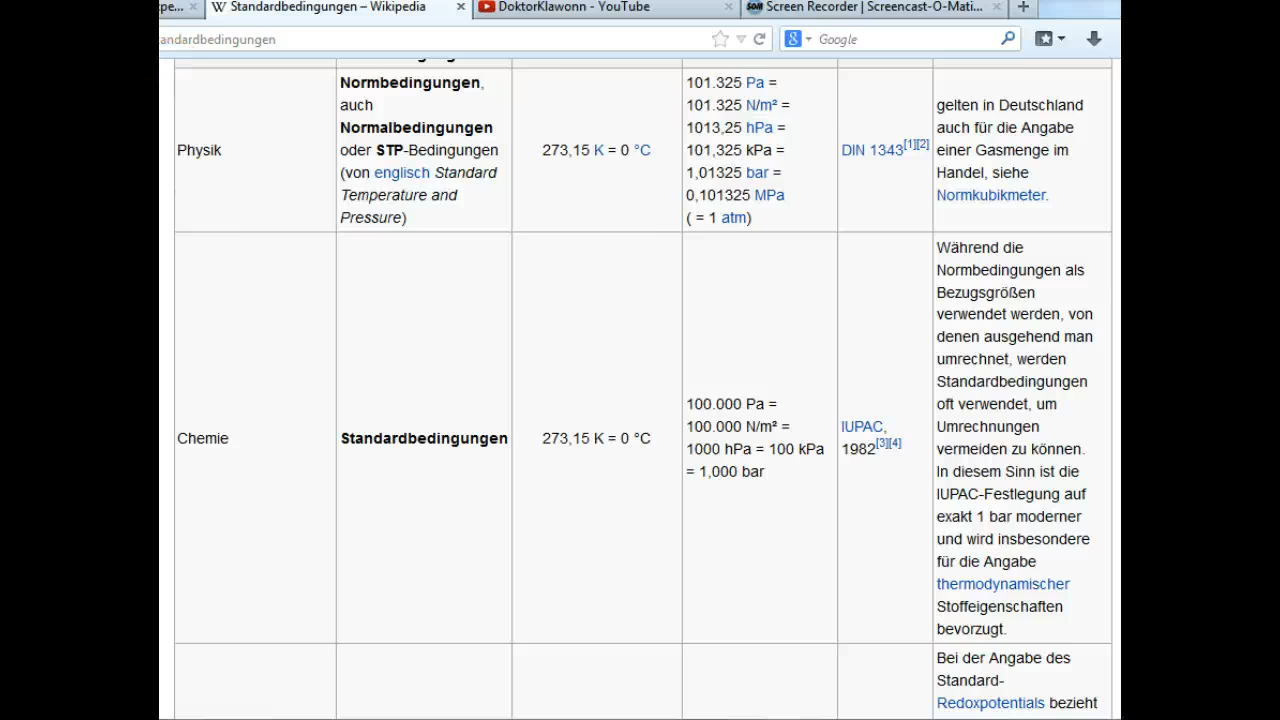 pe...
Standardbedingungen – Wikipedia
DoktorKlawonn - YouTube
Screen Recorder | Screencast-O-Mati...
andardbedingungen
Google
Physik
Normbedingungen,
auch
Normalbedingungen
oder STP-Bedingungen
(von englisch Standard
Temperature and
Pressure)
273,15 K = 0 °C
101.325 Pa =
101.325 N/m² =
1013,25 hPa =
101,325 kPa =
1,01325 bar =
0,101325 MPa
( = 1 atm)
DIN 1343[1][2]
gelten in Deutschland
auch für die Angabe
einer Gasmenge im
Handel, siehe
Normkubikmeter.
Chemie
Standardbedingungen
273,15 K = 0 °C
100.000 Pa =
100.000 N/m² =
1000 hPa = 100 kPa
= 1,000 bar
IUPAC,
1982[3][4]
Während die
Normbedingungen als
Bezugsgrößen
verwendet werden, von
denen ausgehend man
umrechnet, werden
Standardbedingungen
oft verwendet, um
Umrechnungen
vermeiden zu können.
In diesem Sinn ist die
IUPAC-Festlegung auf
exakt 1 bar moderner
und wird insbesondere
für die Angabe
thermodynamischer
Stoffeigenschaften
bevorzugt.
Bei der Angabe des
Standard-
Redoxpotentials bezieht